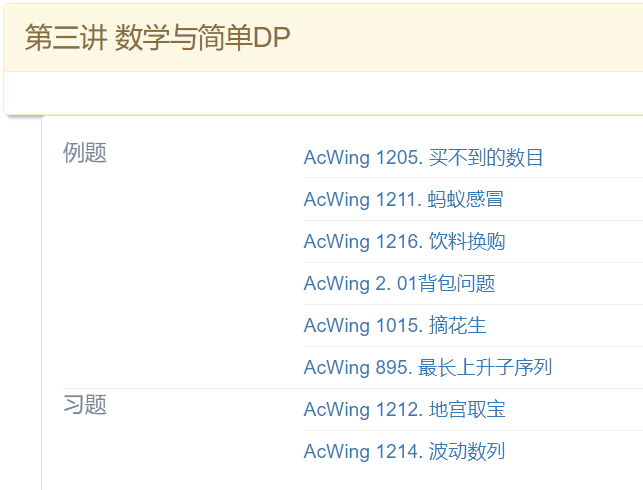 第三讲 数学与简单DP
例题
AcWing 1205. 买不到的数目
AcWing 1211. 蚂蚁感冒
AcWing 1216. 饮料换购
AcWing 2. 01背包问题
AcWing 1015. 摘花生
AcWing 895. 最长上升子序列
习题
AcWing 1212. 地宫取宝
AcWing 1214. 波动数列